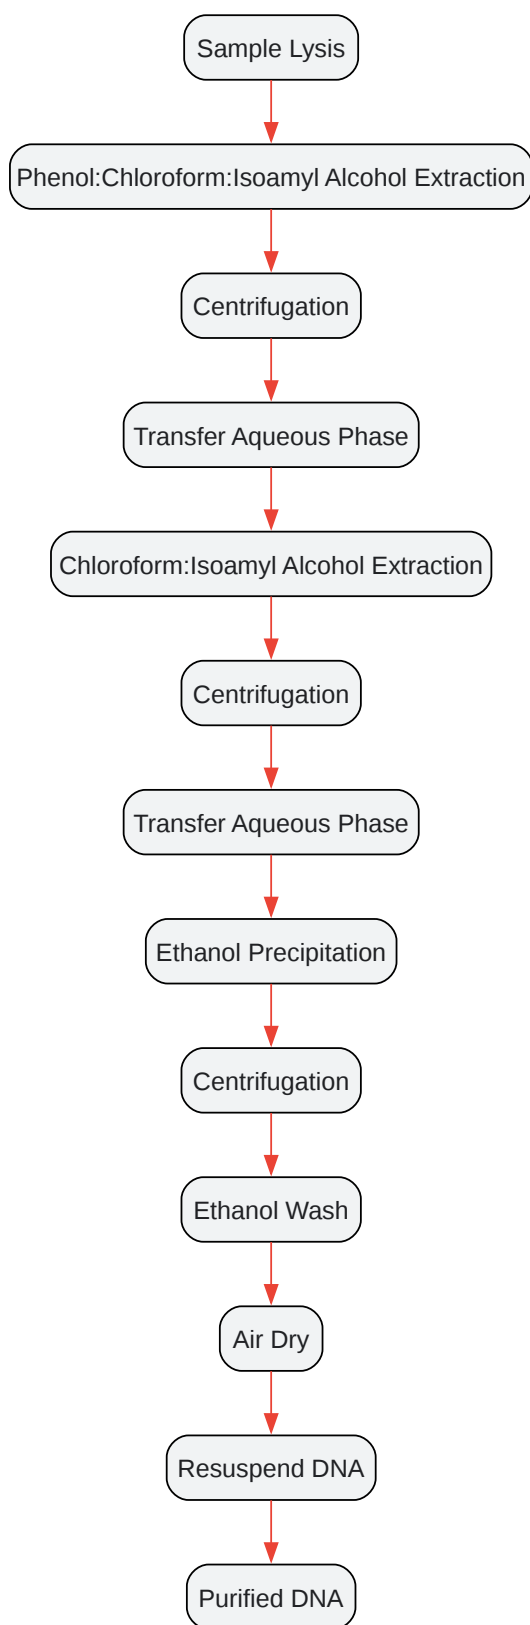 Sample Lysis
Phenol:Chloroform:Isoamyl Alcohol Extraction
Centrifugation
Transfer Aqueous Phase
Chloroform:Isoamyl Alcohol Extraction
Centrifugation
Transfer Aqueous Phase
Ethanol Precipitation
Centrifugation
Ethanol Wash
Air Dry
Resuspend DNA
Purified DNA